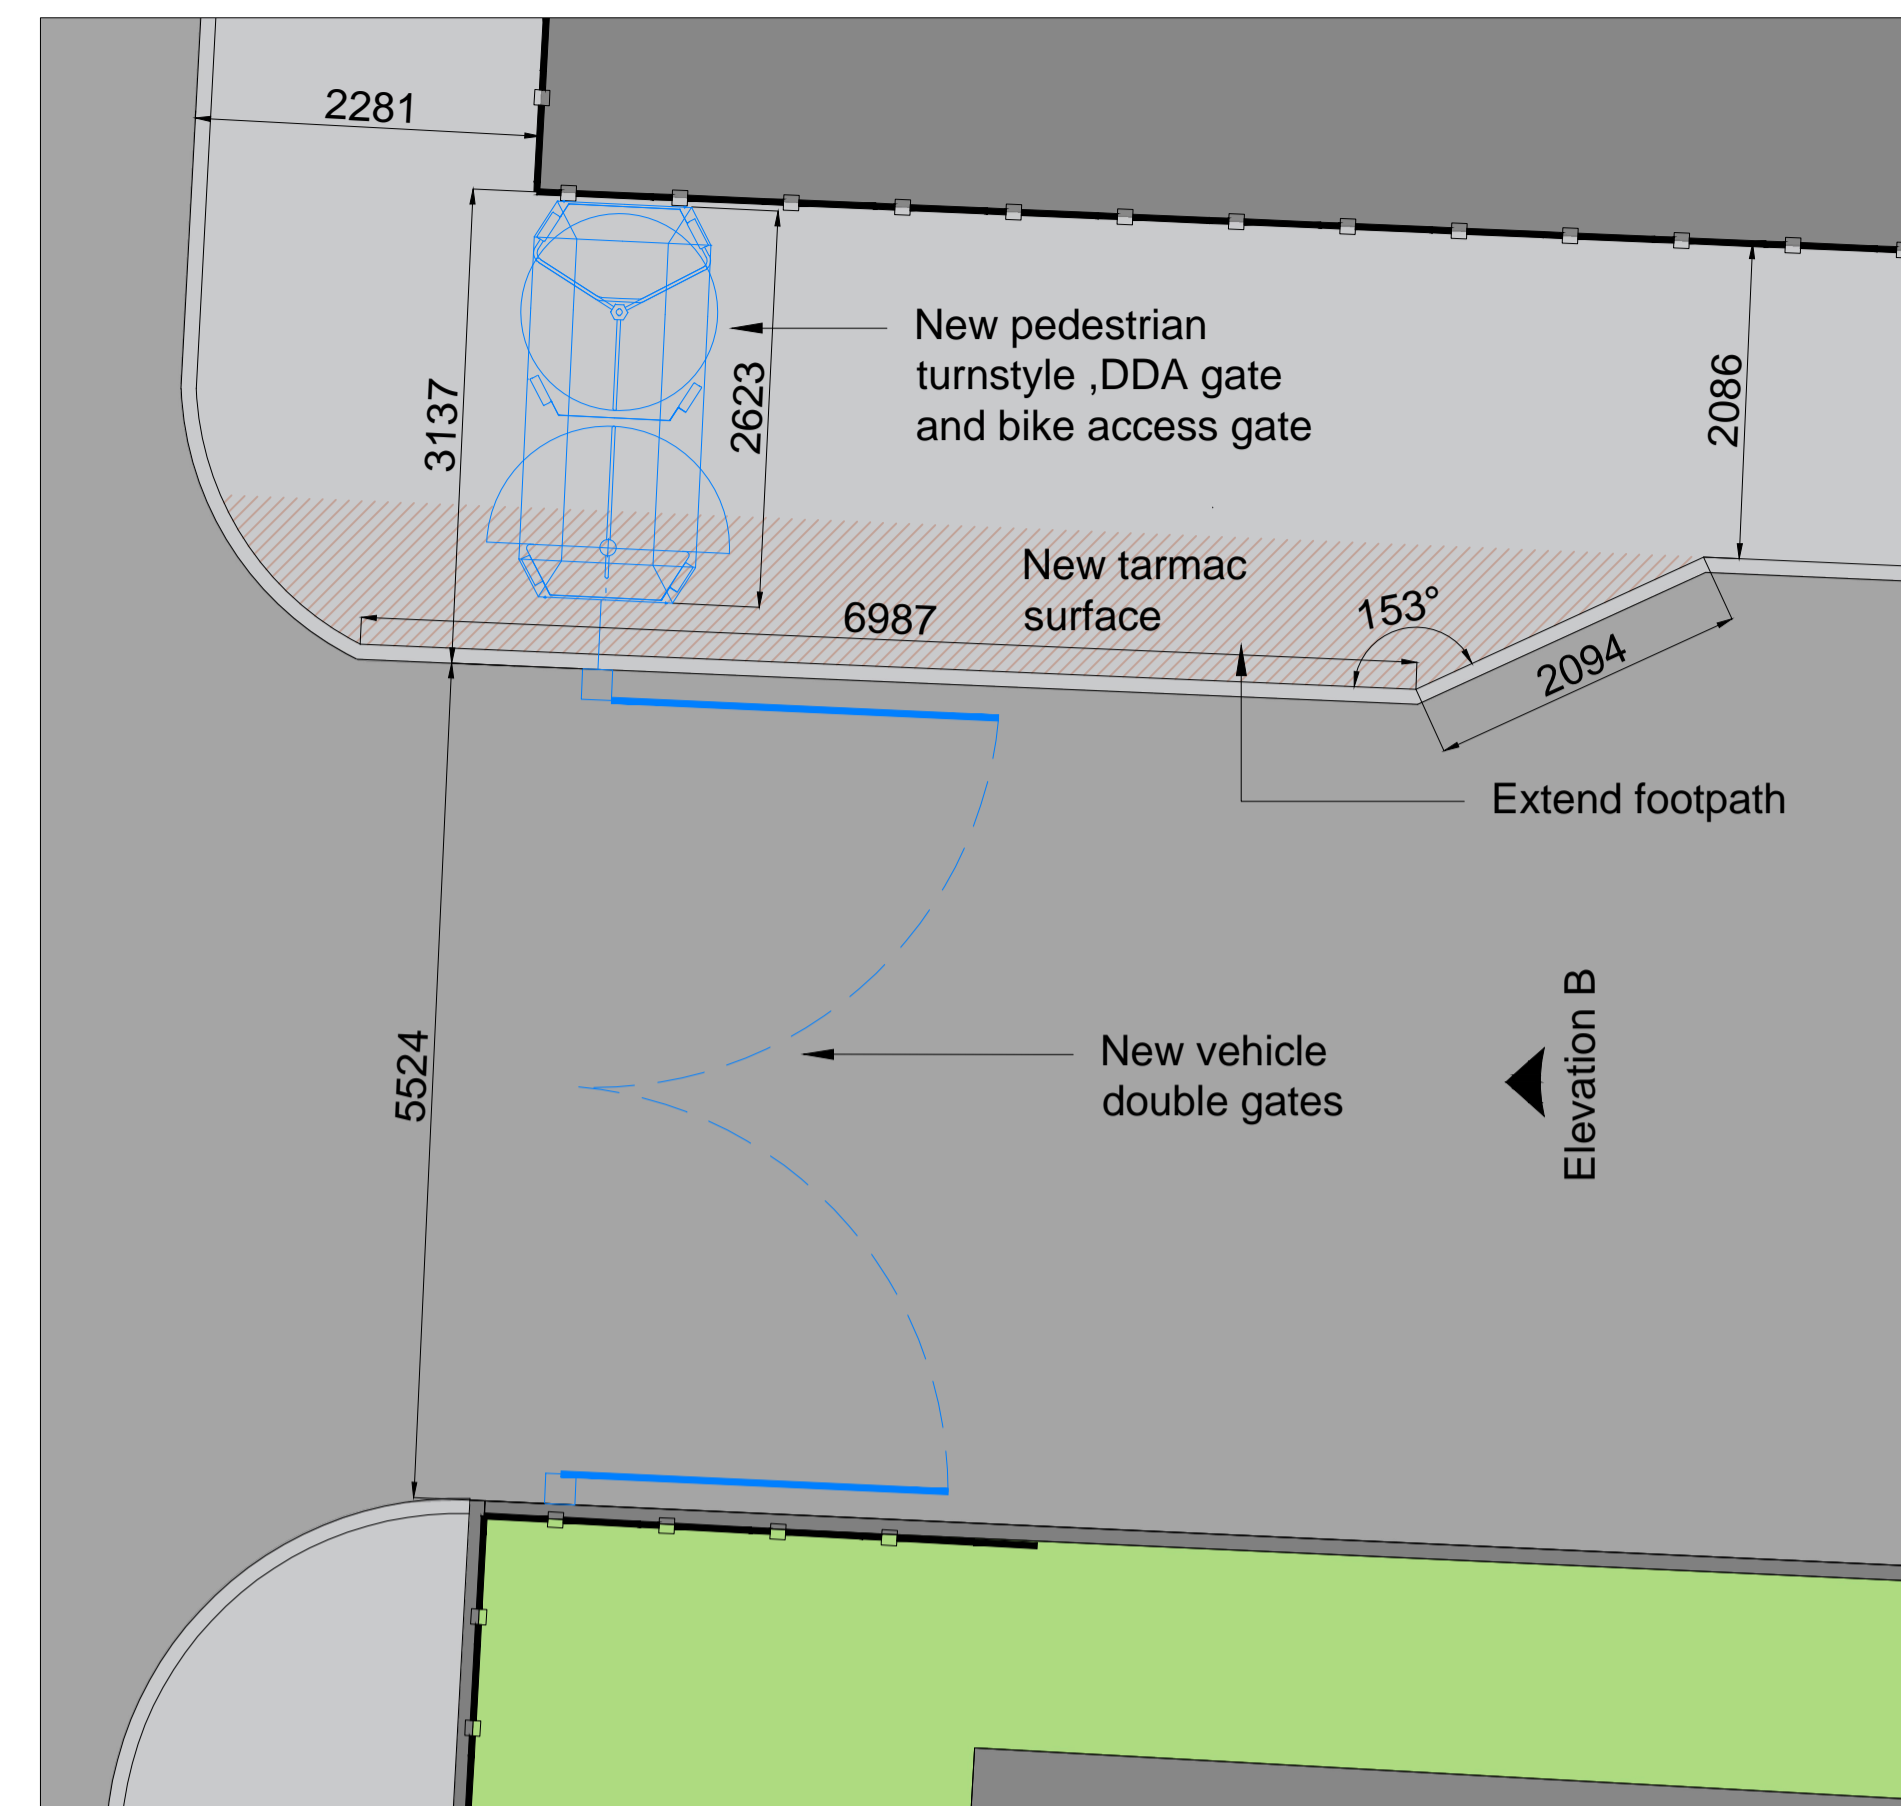 2281
3137
2623
New pedestrian
turnstyle ,DDA gate
and bike access gate
2086
New tarmac
surface
6987
153°
2094
Extend footpath
5524
New vehicle
double gates
Elevation B